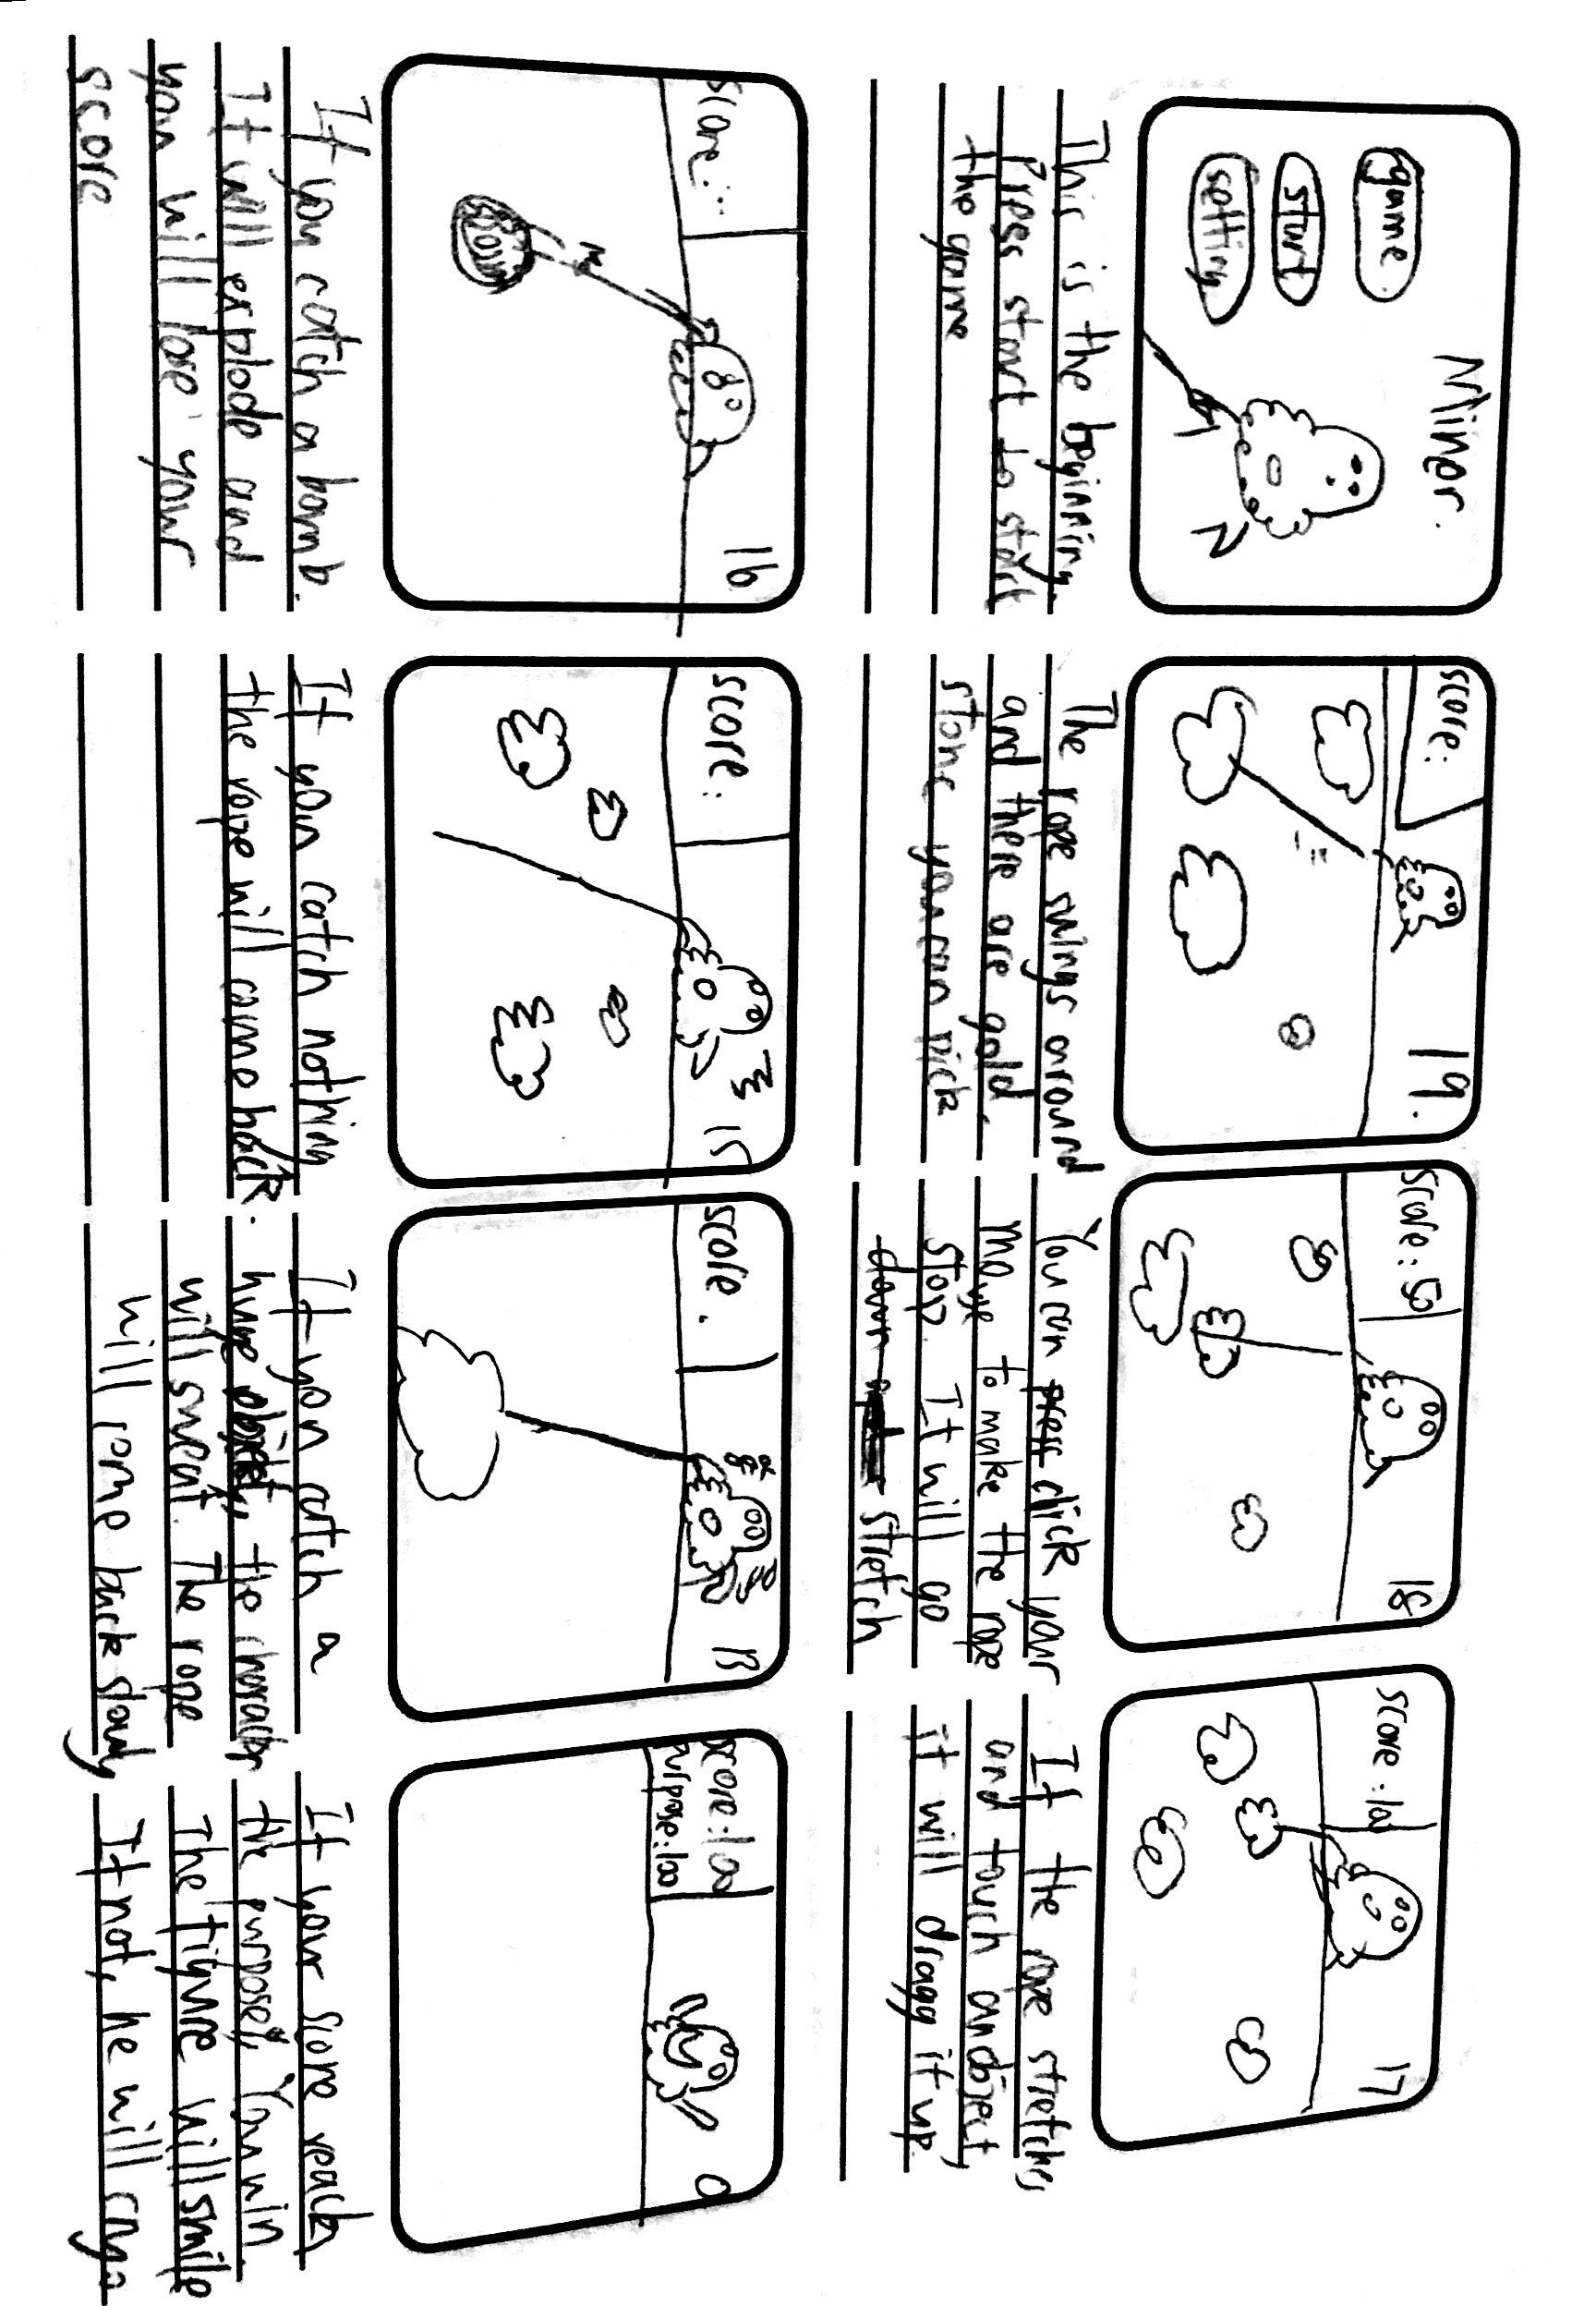 Miner.
game
start
setting
This is the beginning.
Press start to start
the game
score:
19.
The rope swings around
and there are gold,
stone you can pick
Score: 50
18
You can press click your
to make the rope
stop. It will go
down stretch
score: 100
17
If the rope stretches
and touch an object,
it will dragg it up.
score...
16
boum
If you catch a bomb.
It will explode and
you will lose your
score
score:
15
If you catch nothing
the rope will come back.
score.
13
If you catch a
huge object, the character
will sweat. The rope
will come back slowly
score: 100
purpose: 100
0
If your score reaches
the purpose, You win
The figure will smile
If not, he will cry.